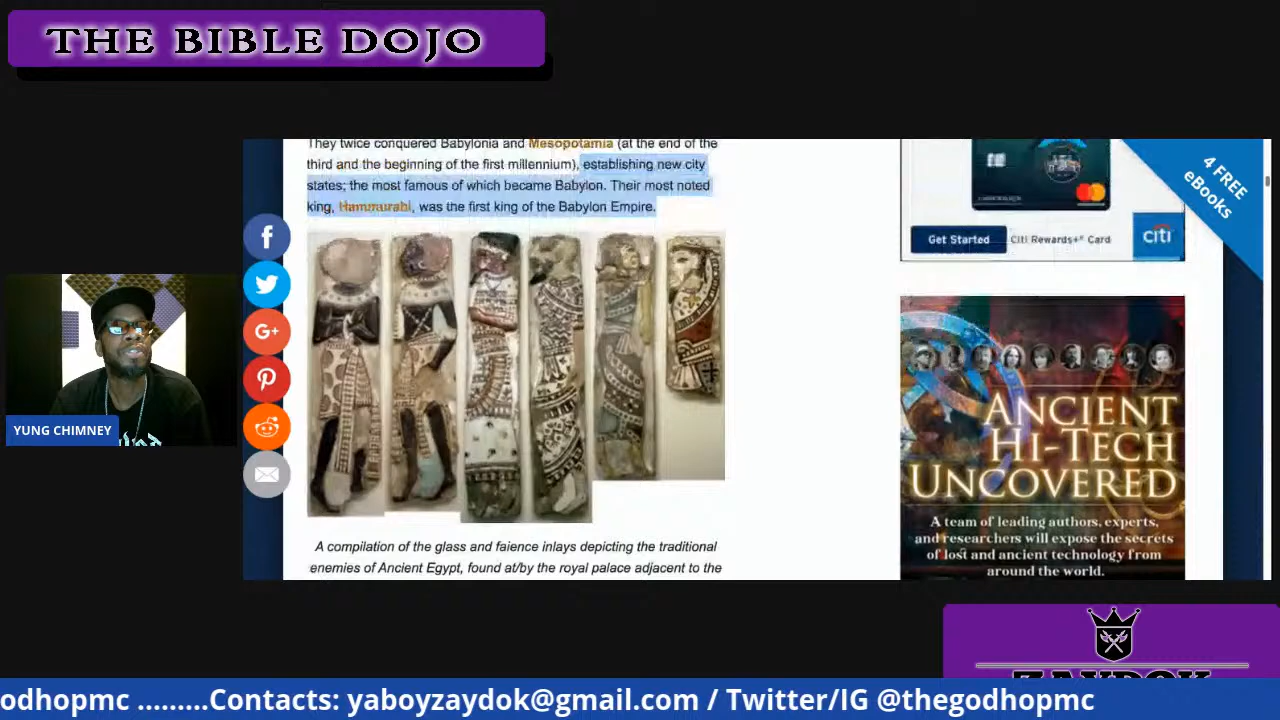 THE BIBLE DOJO
They twice conquered Babylonia and Mesopotamia (at the end of the
third and the beginning of the first millennium), establishing new city
states; the most famous of which became Babylon. Their most noted
king, Hammurabi, was the first king of the Babylon Empire.
A compilation of the glass and faience inlays depicting the traditional
enemies of Ancient Egypt, found at/by the royal palace adjacent to the
4 FREE
eBooks
Get Started
Citi Rewards+® Card
citi
ANCIENT
HI-TECH
UNCOVERED
A team of leading authors, experts,
and researchers will expose the secrets
of lost and ancient technology from
around the world.
f
G+
YUNG CHIMNEY
ZAYDOK
odhopmc .........Contacts: yaboyzaydok@gmail.com / Twitter/IG @thegodhopmc